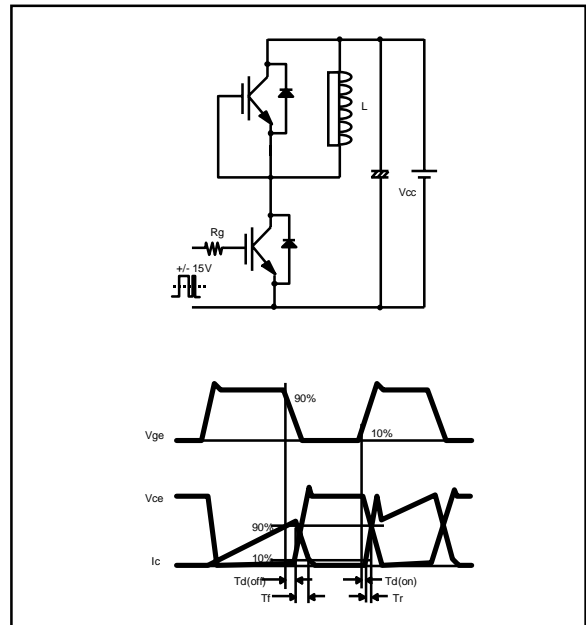 L
Vcc
Rg
+/- 15V
90%
Vge
10%
Vce
90%
Ic
10%
Td(off)
Td(on)
Tf
Tr